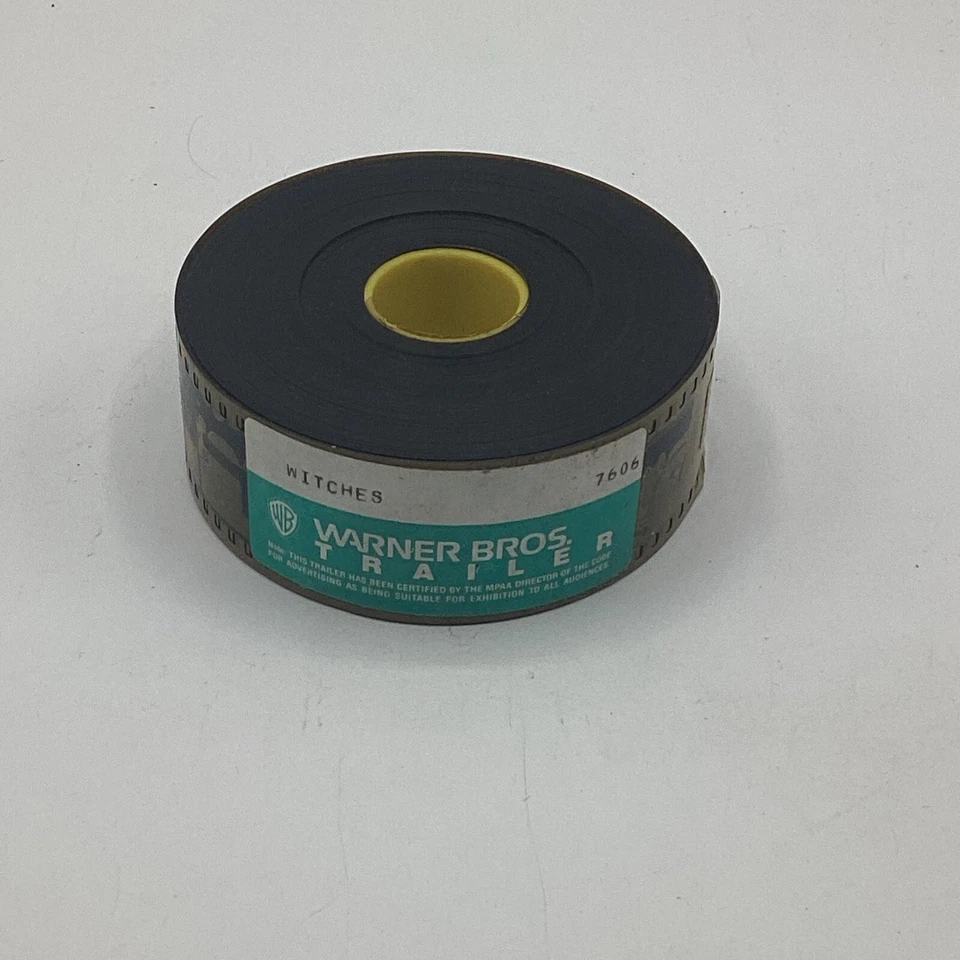 WITCHES 7606
WB WARNER BROS.
TRAILER
Note: THIS TRAILER HAS BEEN CERTIFIED BY THE MPAA DIRECTOR OF THE CODE
FOR ADVERTISING AS BEING SUITABLE FOR EXHIBITION TO ALL AUDIENCES